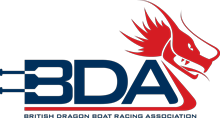 BDA
BRITISH DRAGON BOAT RACING ASSOCIATION